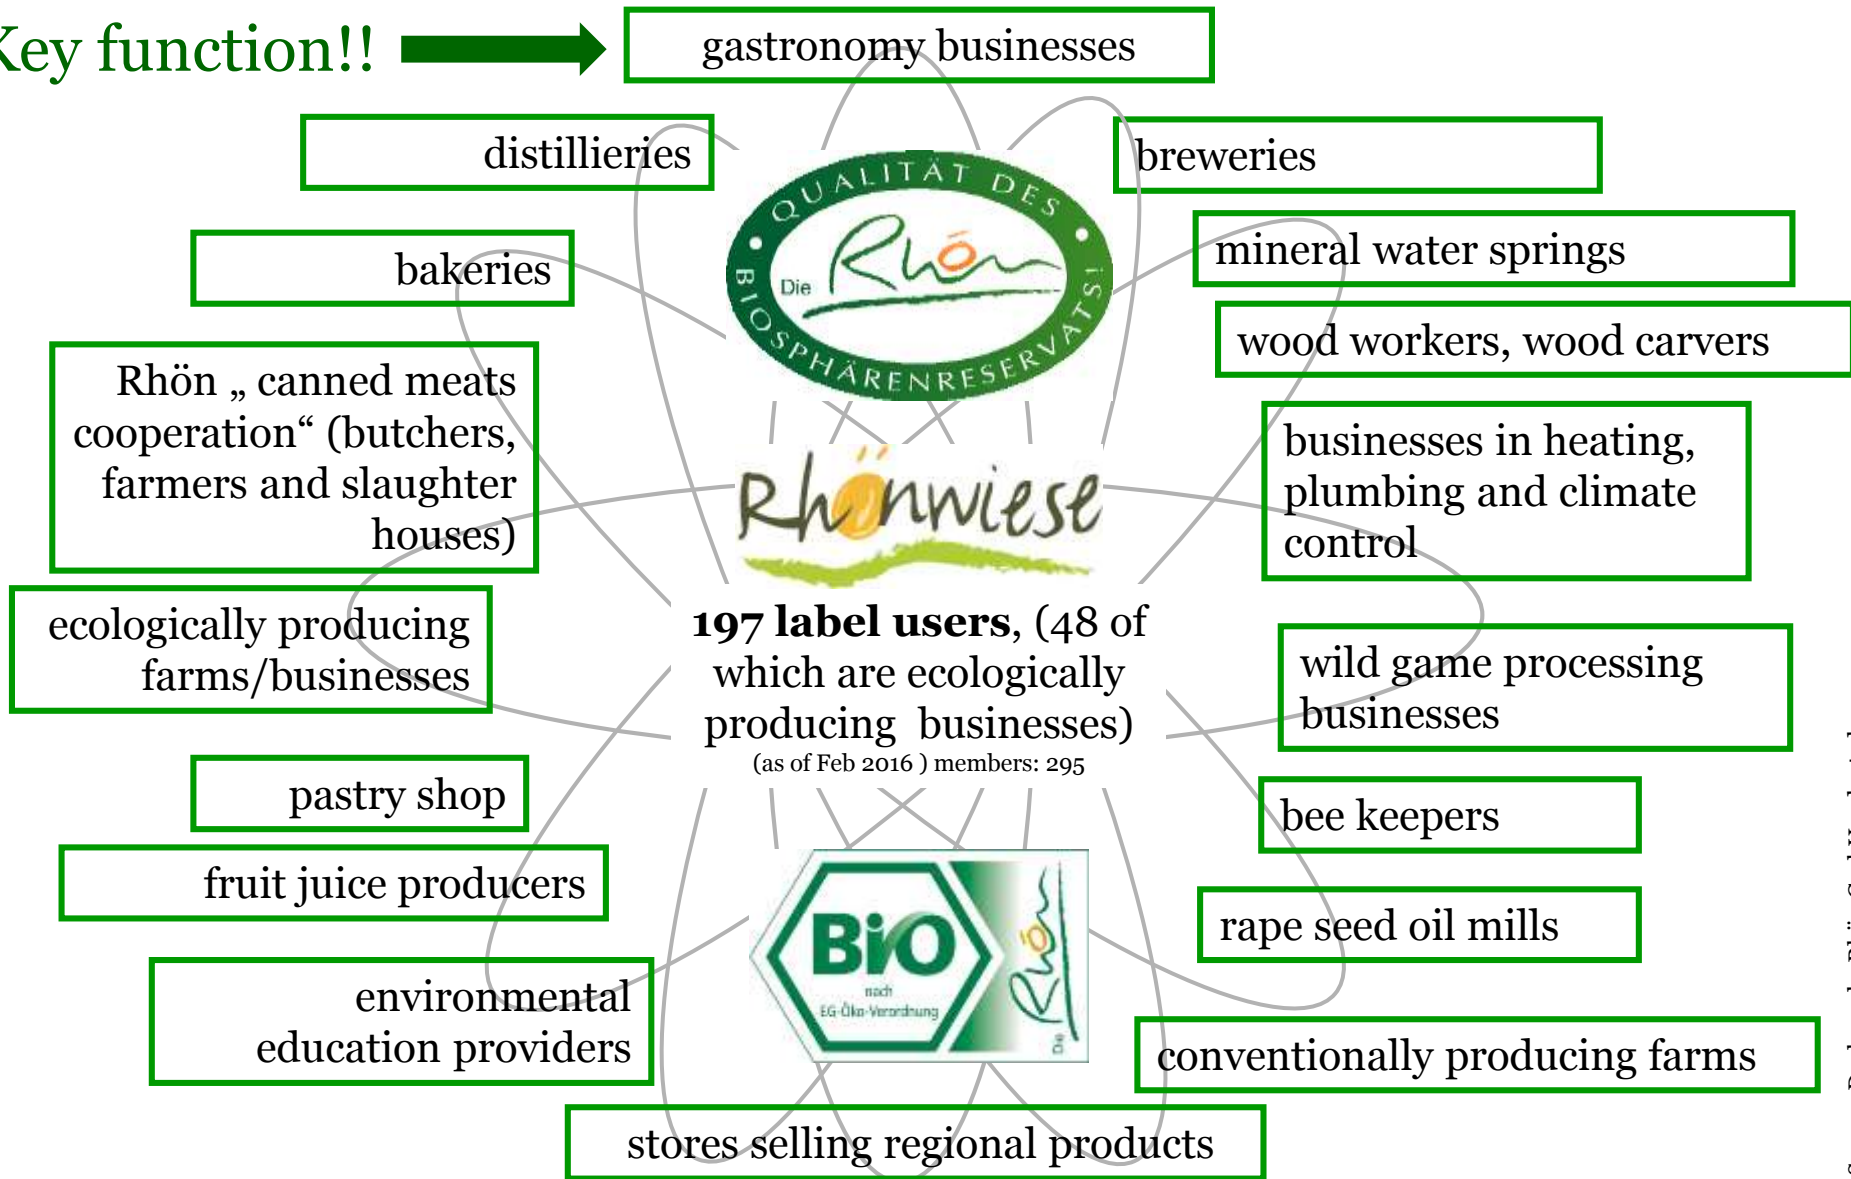 Key function!!
gastronomy businesses
distillieries
breweries
QUALITÄT DES
BIOSPHÄRENRESERVATS!
Die Rhön
mineral water springs
bakeries
wood workers, wood carvers
Rhön „ canned meats
cooperation“ (butchers,
farmers and slaughter
houses)
businesses in heating,
plumbing and climate
control
Rhönwiese
ecologically producing
farms/businesses
197 label users, (48 of
which are ecologically
producing businesses)
(as of Feb 2016 ) members: 295
wild game processing
businesses
pastry shop
bee keepers
fruit juice producers
rape seed oil mills
Bio
nach
EG-Öko-Verordnung
Die Rhön
environmental
education providers
conventionally producing farms
stores selling regional products